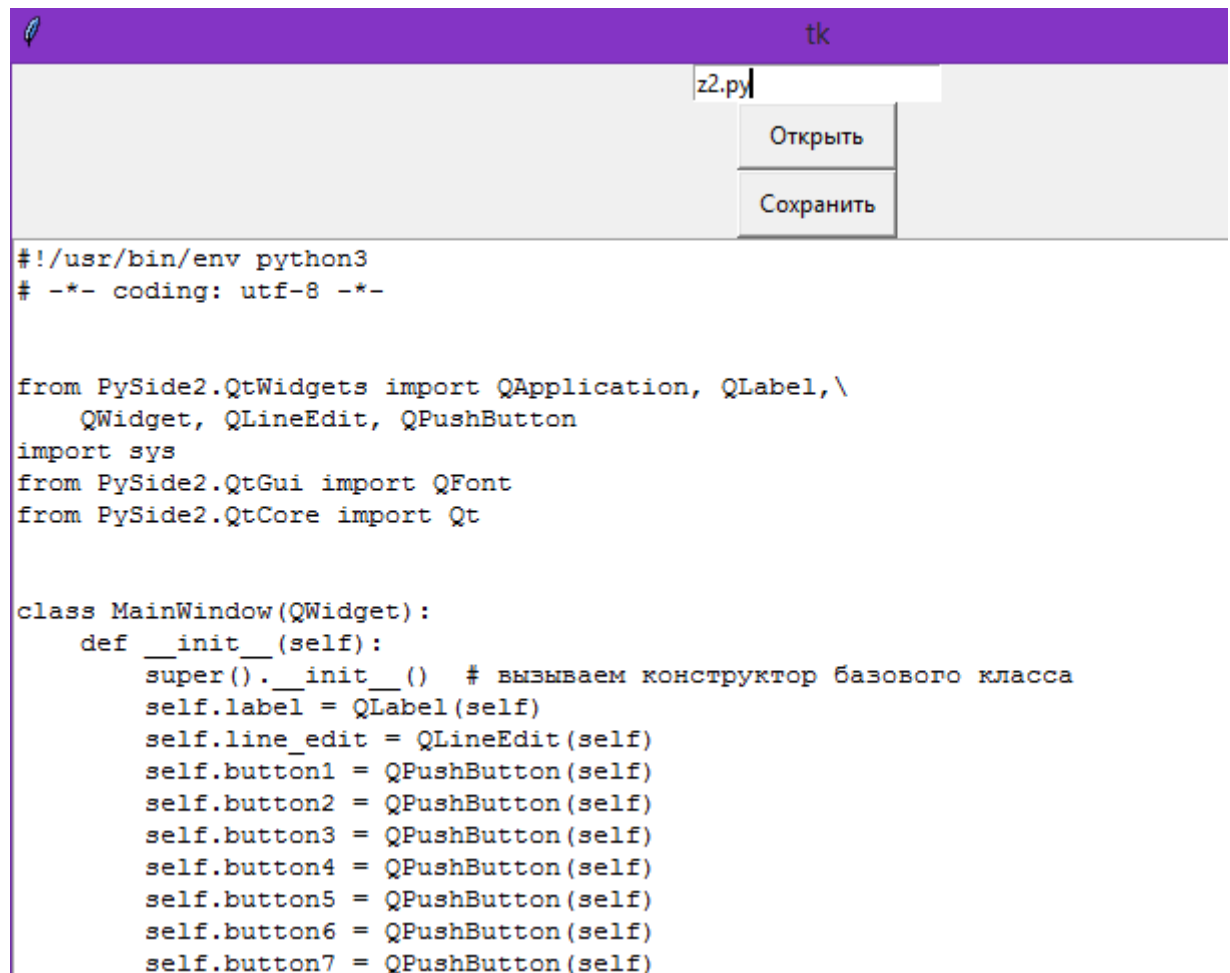 tk
z2.py
Открыть
Сохранить
#!/usr/bin/env python3
# -*- coding: utf-8 -*-
from PySide2.QtWidgets import QApplication, QLabel,\
    QWidget, QLineEdit, QPushButton
import sys
from PySide2.QtGui import QFont
from PySide2.QtCore import Qt
class MainWindow(QWidget):
    def __init__(self):
        super().__init__()  # вызываем конструктор базового класса
        self.label = QLabel(self)
        self.line_edit = QLineEdit(self)
        self.button1 = QPushButton(self)
        self.button2 = QPushButton(self)
        self.button3 = QPushButton(self)
        self.button4 = QPushButton(self)
        self.button5 = QPushButton(self)
        self.button6 = QPushButton(self)
        self.button7 = QPushButton(self)